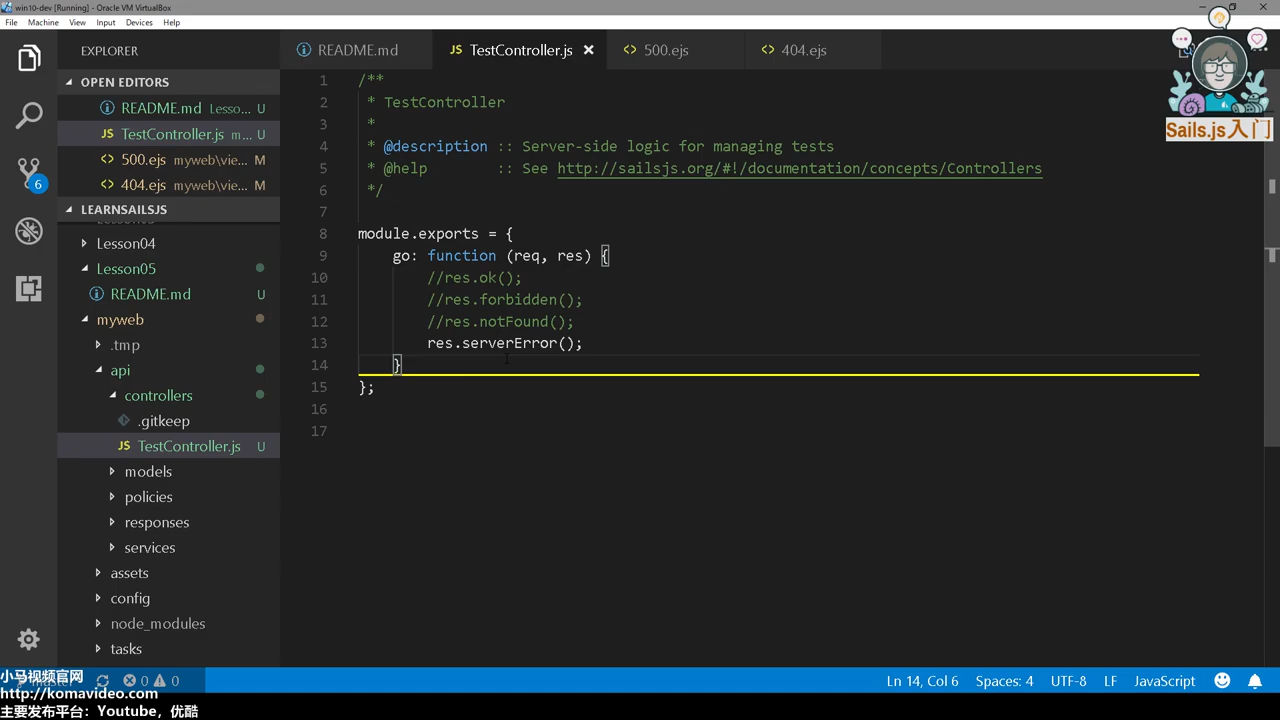 win10-dev [Running] - Oracle VM VirtualBox
File Machine View Input Devices Help
EXPLORER
README.md
JS TestController.js
<> 500.ejs
<> 404.ejs
OPEN EDITORS
README.md Lesso... U
JS TestController.js m... U
<> 500.ejs myweb\vie... M
<> 404.ejs myweb\vie... M
LEARNSAILSJS
Lesson04
Lesson05
README.md U
myweb
.tmp
api
controllers
.gitkeep
JS TestController.js U
models
policies
responses
services
assets
config
node_modules
tasks
6
1 /**
2 * TestController
3 *
4 * @description :: Server-side logic for managing tests
5 * @help :: See http://sailsjs.org/#!/documentation/concepts/Controllers
6 */
7
8 module.exports = {
9 go: function (req, res) {
10 //res.ok();
11 //res.forbidden();
12 //res.notFound();
13 res.serverError();
14 }
15 };
16
17
Sails.js入门
小马视频官网
http://komavideo.com
主要发布平台：Youtube，优酷
0 0
Ln 14, Col 6 Spaces: 4 UTF-8 LF JavaScript